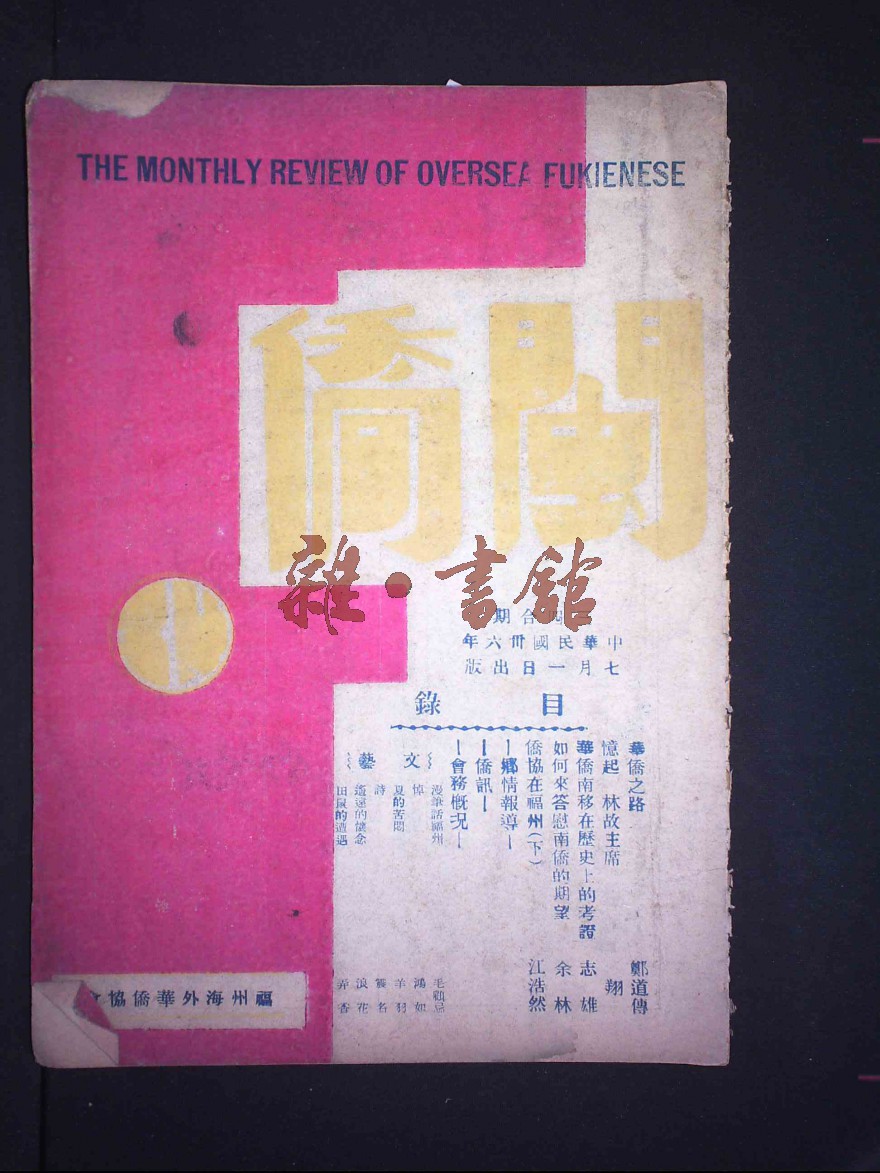 THE MONTHLY REVIEW OF OVERSEA FUKIENESE
閩僑
四合期
中華民國卅六年
七月一日出版
目錄
華僑之路 鄭道傳
憶起 林故主席 翔
華僑南移在歷史上的考證 志雄
如何來答慰南僑的期望 余林
僑協在福州(下) 江浩然
—鄉情報導—
—僑訊—
—會務概況—
文藝
漫筆話福州 毛顧忌
悼 鴻如
夏的苦悶 羊羽
詩
遙遠的懷念 浪花
田鼠的遭遇 弄香
福州海外華僑協會
雜·書館